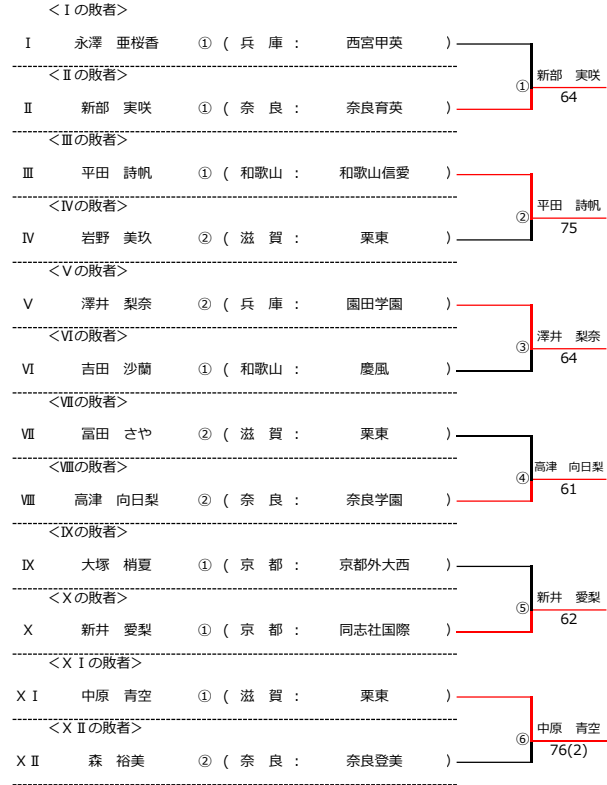 ＜Ⅰの敗者＞
Ⅰ 永澤 亜桜香 ① ( 兵 庫 : 西宮甲英 )
① 新部 実咲
64
＜Ⅱの敗者＞
Ⅱ 新部 実咲 ① ( 奈 良 : 奈良育英 )
＜Ⅲの敗者＞
Ⅲ 平田 詩帆 ① ( 和歌山 : 和歌山信愛 )
② 平田 詩帆
75
＜Ⅳの敗者＞
Ⅳ 岩野 美玖 ② ( 滋 賀 : 栗東 )
＜Ⅴの敗者＞
Ⅴ 澤井 梨奈 ② ( 兵 庫 : 園田学園 )
③ 澤井 梨奈
64
＜Ⅵの敗者＞
Ⅵ 吉田 沙蘭 ① ( 和歌山 : 慶風 )
＜Ⅶの敗者＞
Ⅶ 冨田 さや ② ( 滋 賀 : 栗東 )
④ 高津 向日梨
61
＜Ⅷの敗者＞
Ⅷ 高津 向日梨 ② ( 奈 良 : 奈良学園 )
＜Ⅸの敗者＞
Ⅸ 大塚 梢夏 ① ( 京 都 : 京都外大西 )
⑤ 新井 愛梨
62
＜Ⅹの敗者＞
Ⅹ 新井 愛梨 ① ( 京 都 : 同志社国際 )
＜ⅩⅠの敗者＞
ⅩⅠ 中原 青空 ① ( 滋 賀 : 栗東 )
⑥ 中原 青空
76(2)
＜ⅩⅡの敗者＞
ⅩⅡ 森 裕美 ② ( 奈 良 : 奈良登美 )